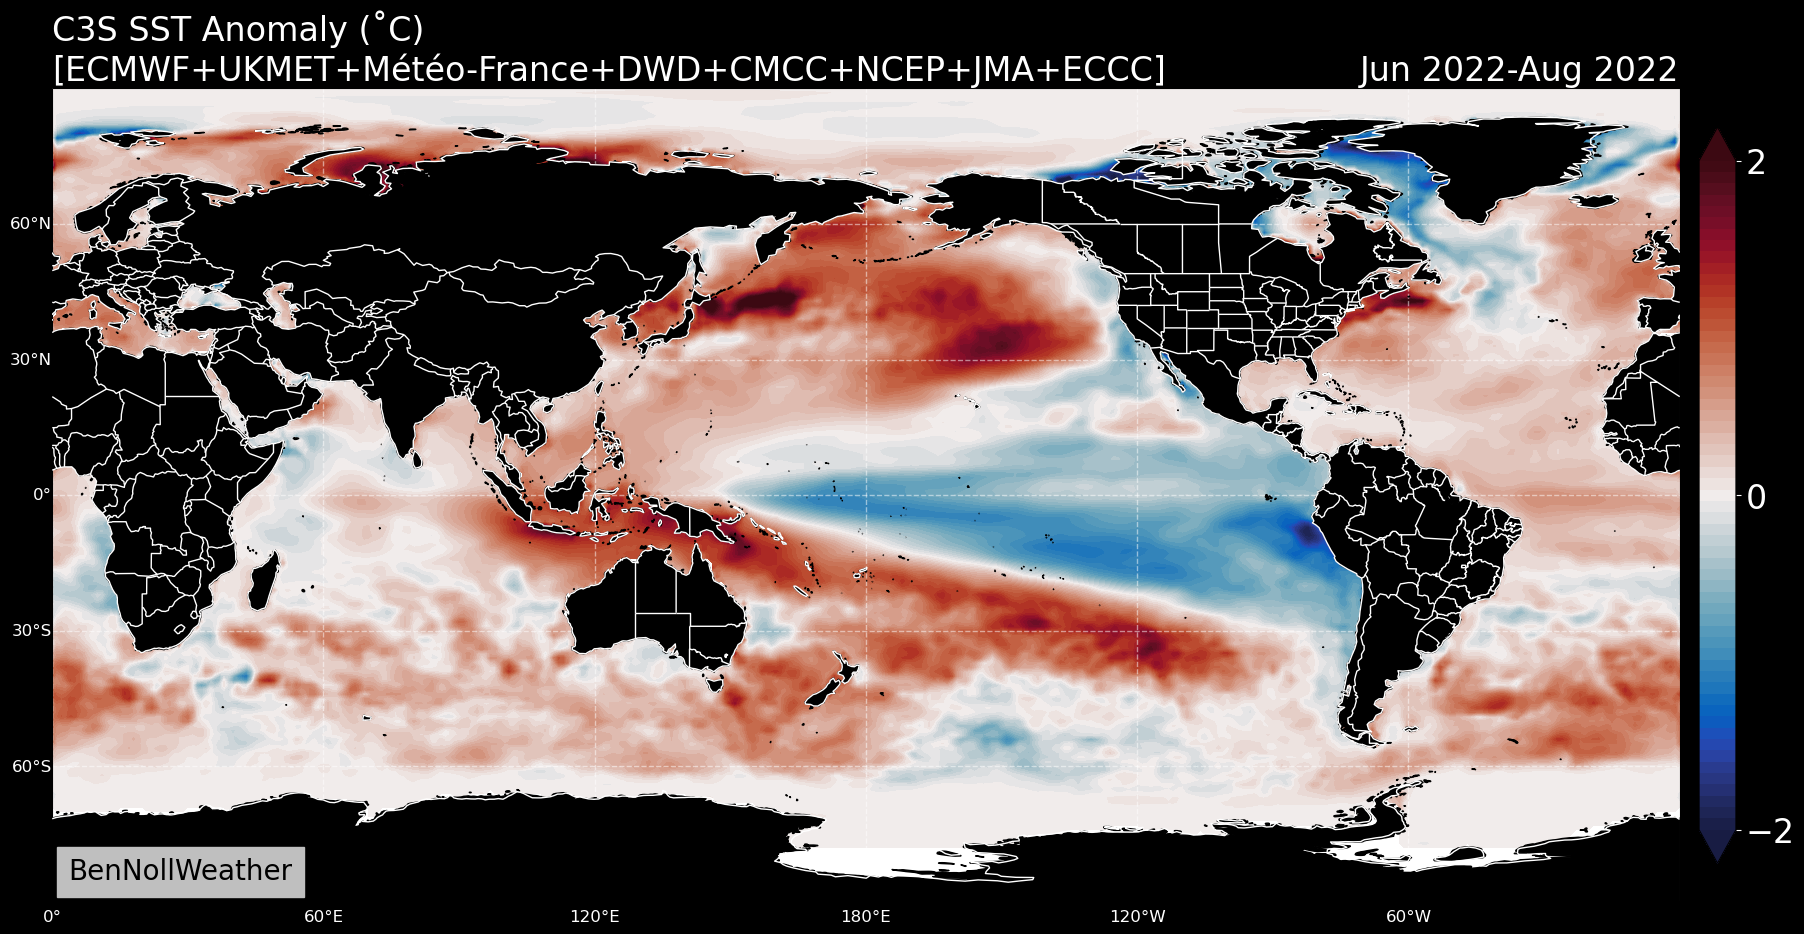 C3S SST Anomaly (˚C)
[ECMWF+UKMET+Météo-France+DWD+CMCC+NCEP+JMA+ECCC]
Jun 2022-Aug 2022
2
0
−2
60°N
30°N
0°
30°S
60°S
BenNollWeather
0°
60°E
120°E
180°E
120°W
60°W